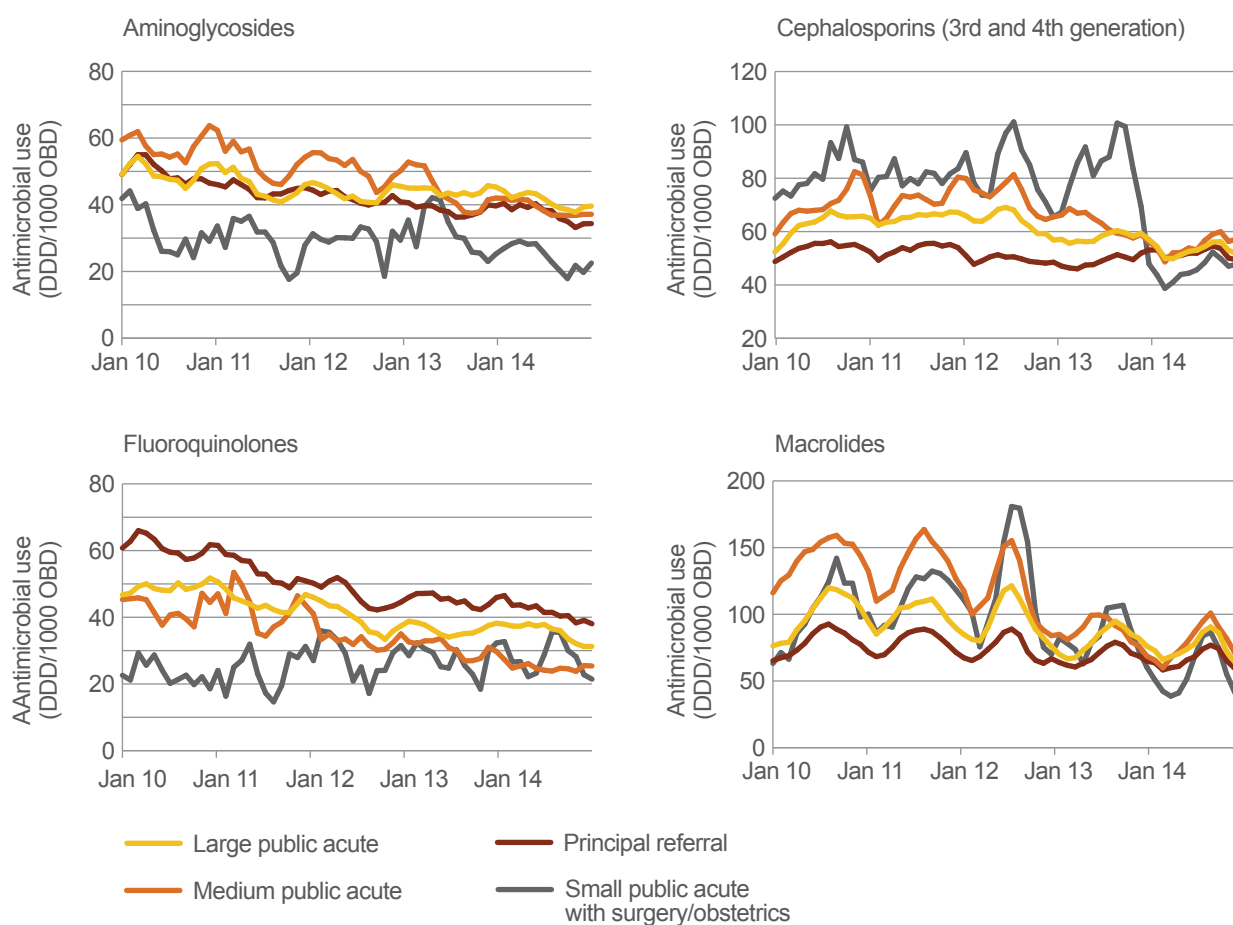 Aminoglycosides
Antimicrobial use
(DDD/1000 OBD)
80
60
40
20
0
Jan 10 Jan 11 Jan 12 Jan 13 Jan 14
Cephalosporins (3rd and 4th generation)
Antimicrobial use
(DDD/1000 OBD)
120
100
80
60
40
20
Jan 10 Jan 11 Jan 12 Jan 13 Jan 14
Fluoroquinolones
AAntimicrobial use
(DDD/1000 OBD)
80
60
40
20
0
Jan 10 Jan 11 Jan 12 Jan 13 Jan 14
Macrolides
Antimicrobial use
(DDD/1000 OBD)
200
150
100
50
0
Jan 10 Jan 11 Jan 12 Jan 13 Jan 14
Large public acute
Medium public acute
Principal referral
Small public acute
with surgery/obstetrics